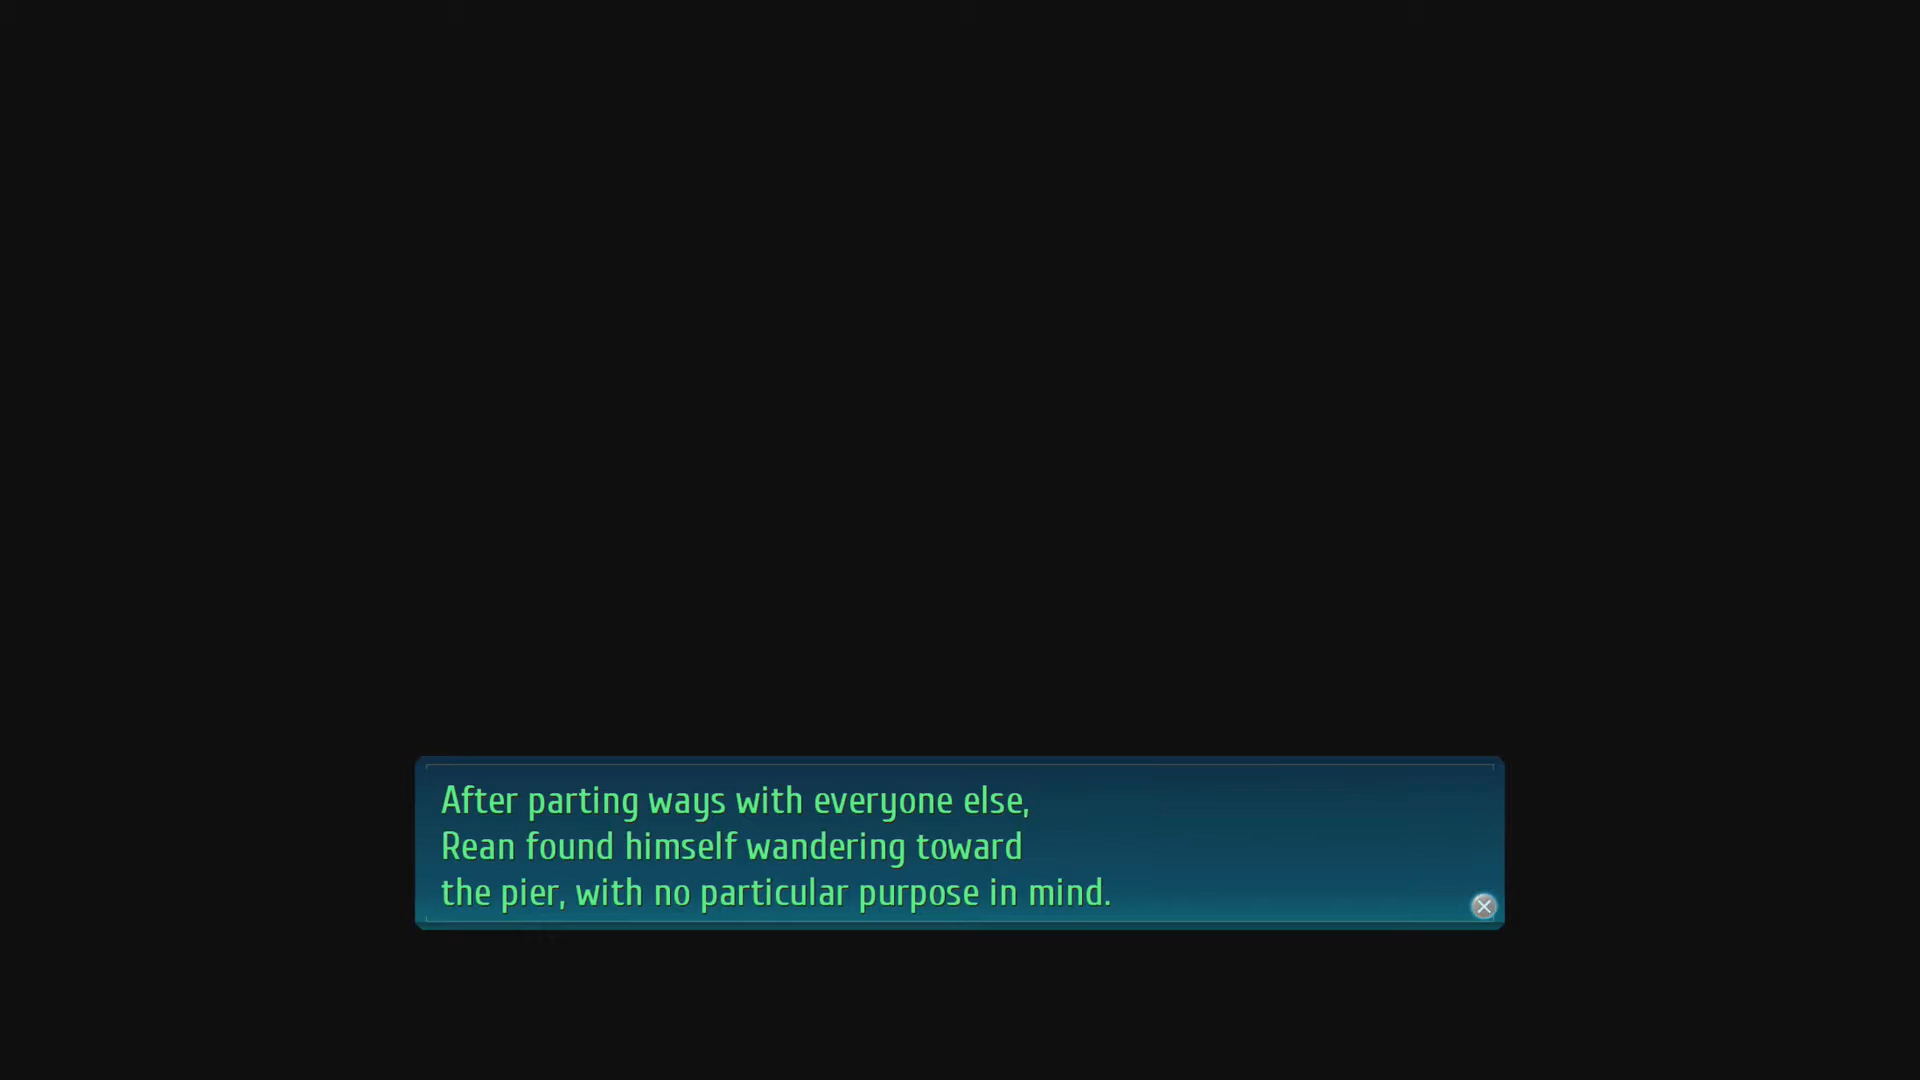 After parting ways with everyone else,
Rean found himself wandering toward
the pier, with no particular purpose in mind.